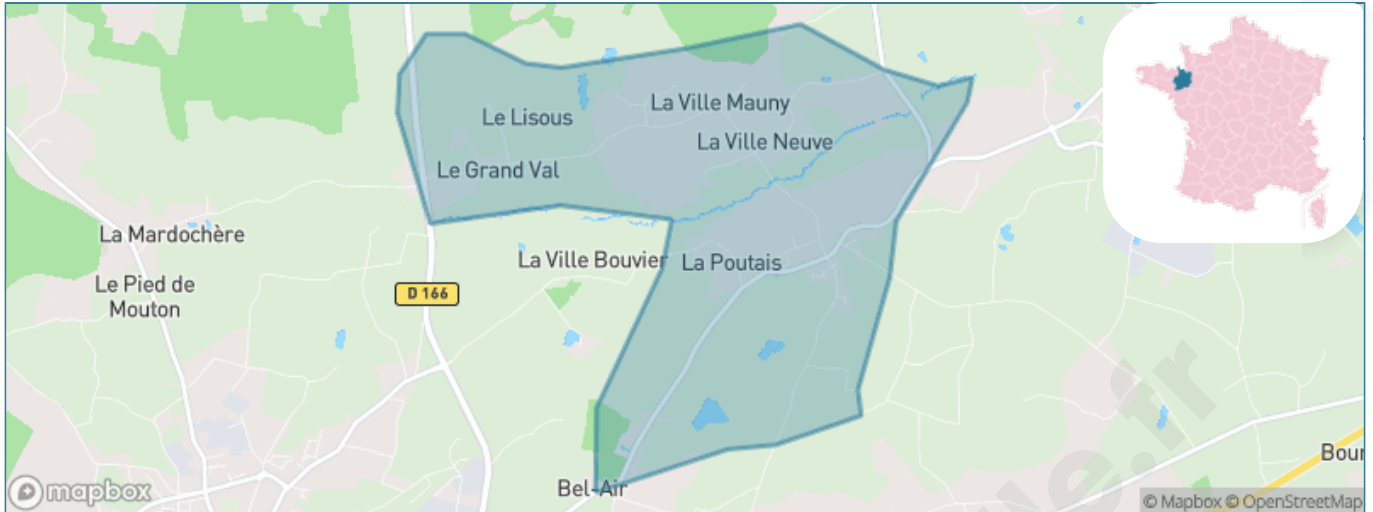 La Ville Mauny
Le Lisous
La Ville Neuve
Le Grand Val
La Mardochère
La Ville Bouvier
La Poutais
Le Pied de
Mouton
D 166
Bour
Bel-Air
mapbox
© Mapbox © OpenStreetMap